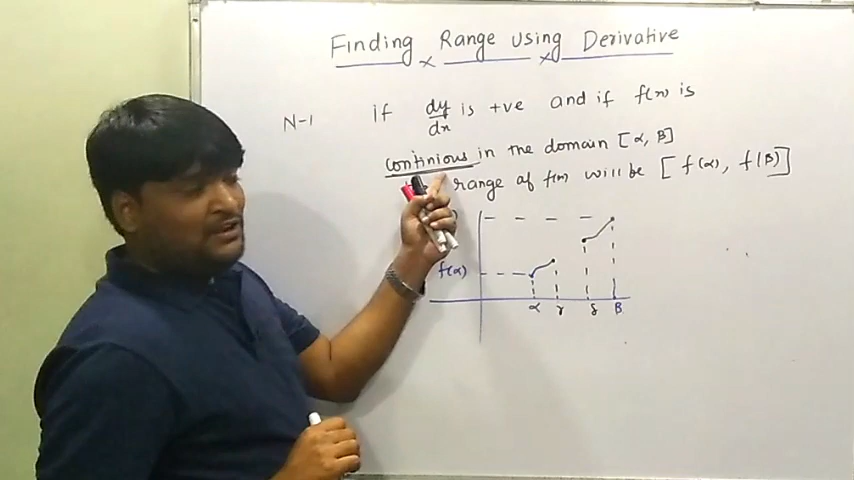 Finding Range using Derivative
N-1 if dy/dx is +ve and if f(x) is
continious in the domain [α, β]
range of f(x) will be [f(α), f(β)]
f(α)
α γ δ β